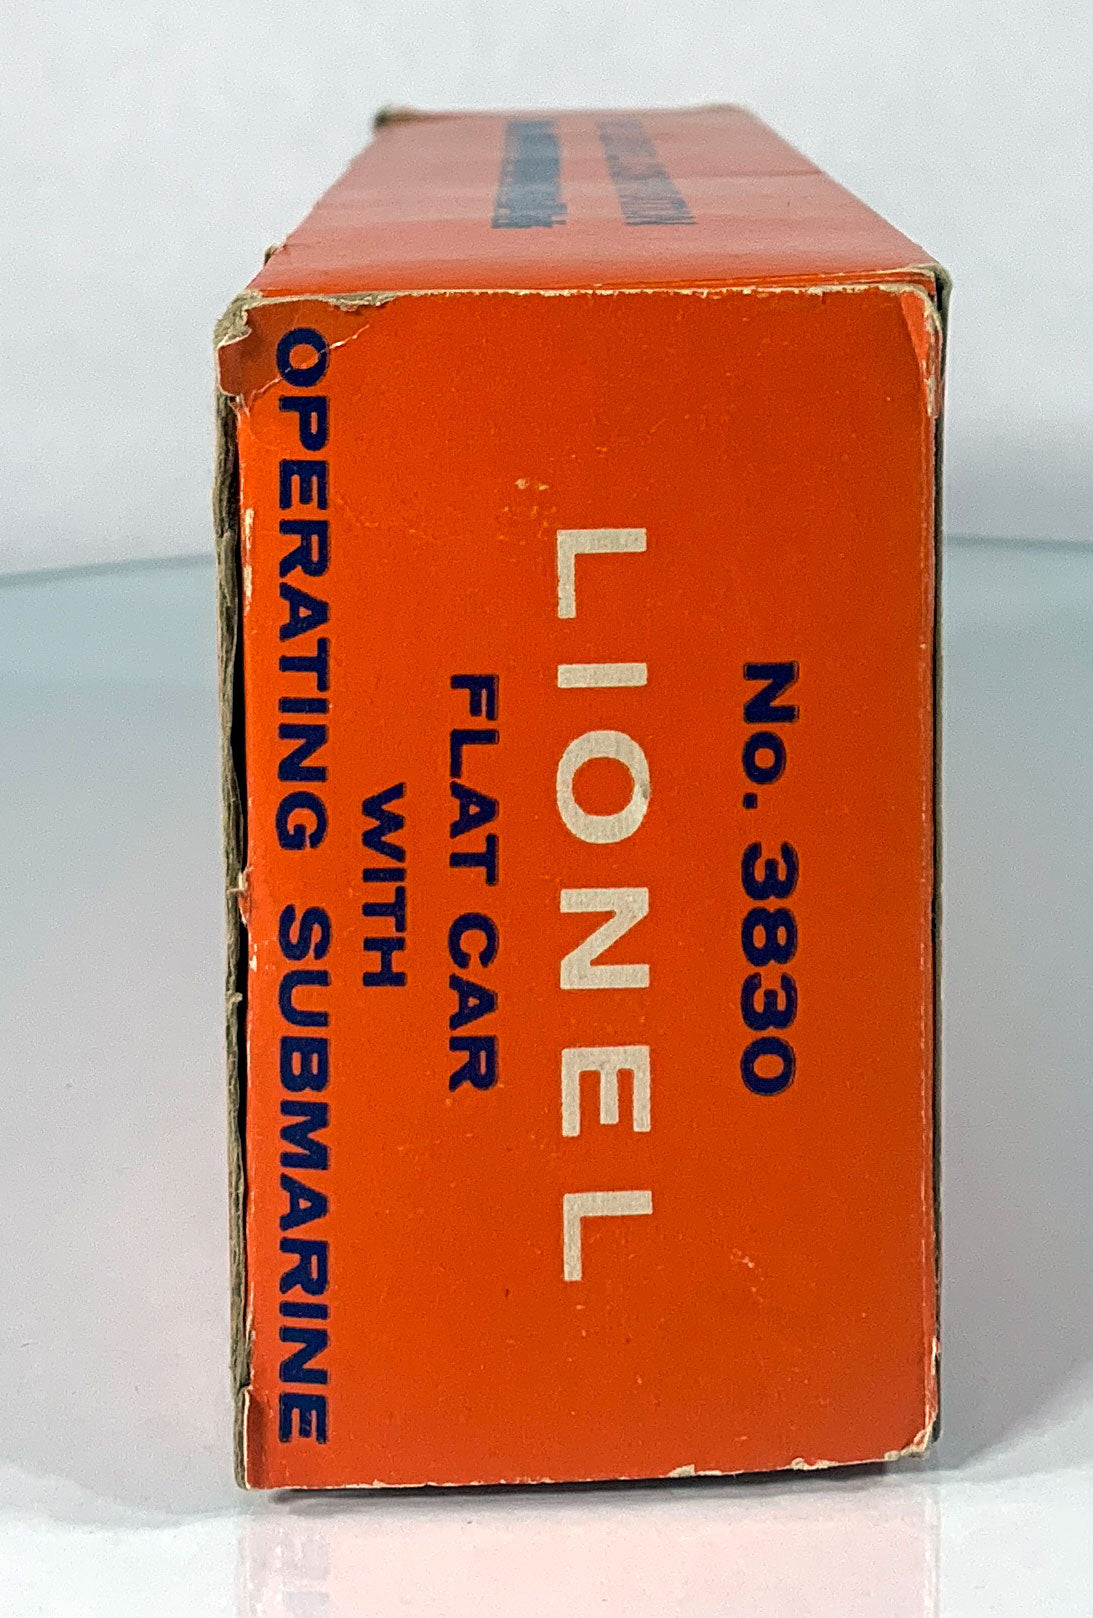 No. 3830
LIONEL
FLAT CAR
WITH
OPERATING SUBMARINE